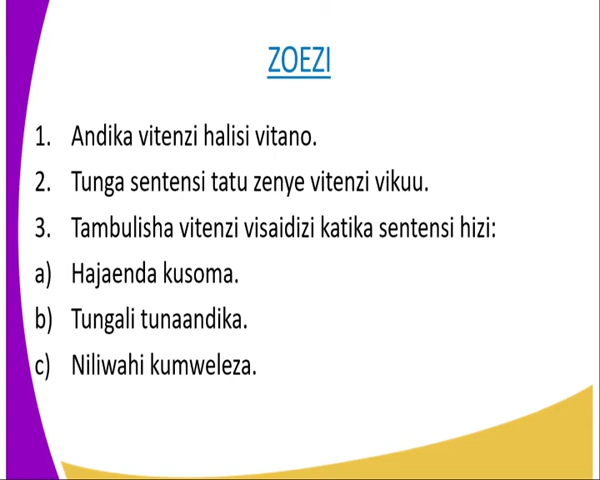 ZOEZI
1. Andika vitenzi halisi vitano.
2. Tunga sentensi tatu zenye vitenzi vikuu.
3. Tambulisha vitenzi visaidizi katika sentensi hizi:
a) Hajaenda kusoma.
b) Tungali tunaandika.
c) Niliwahi kumweleza.